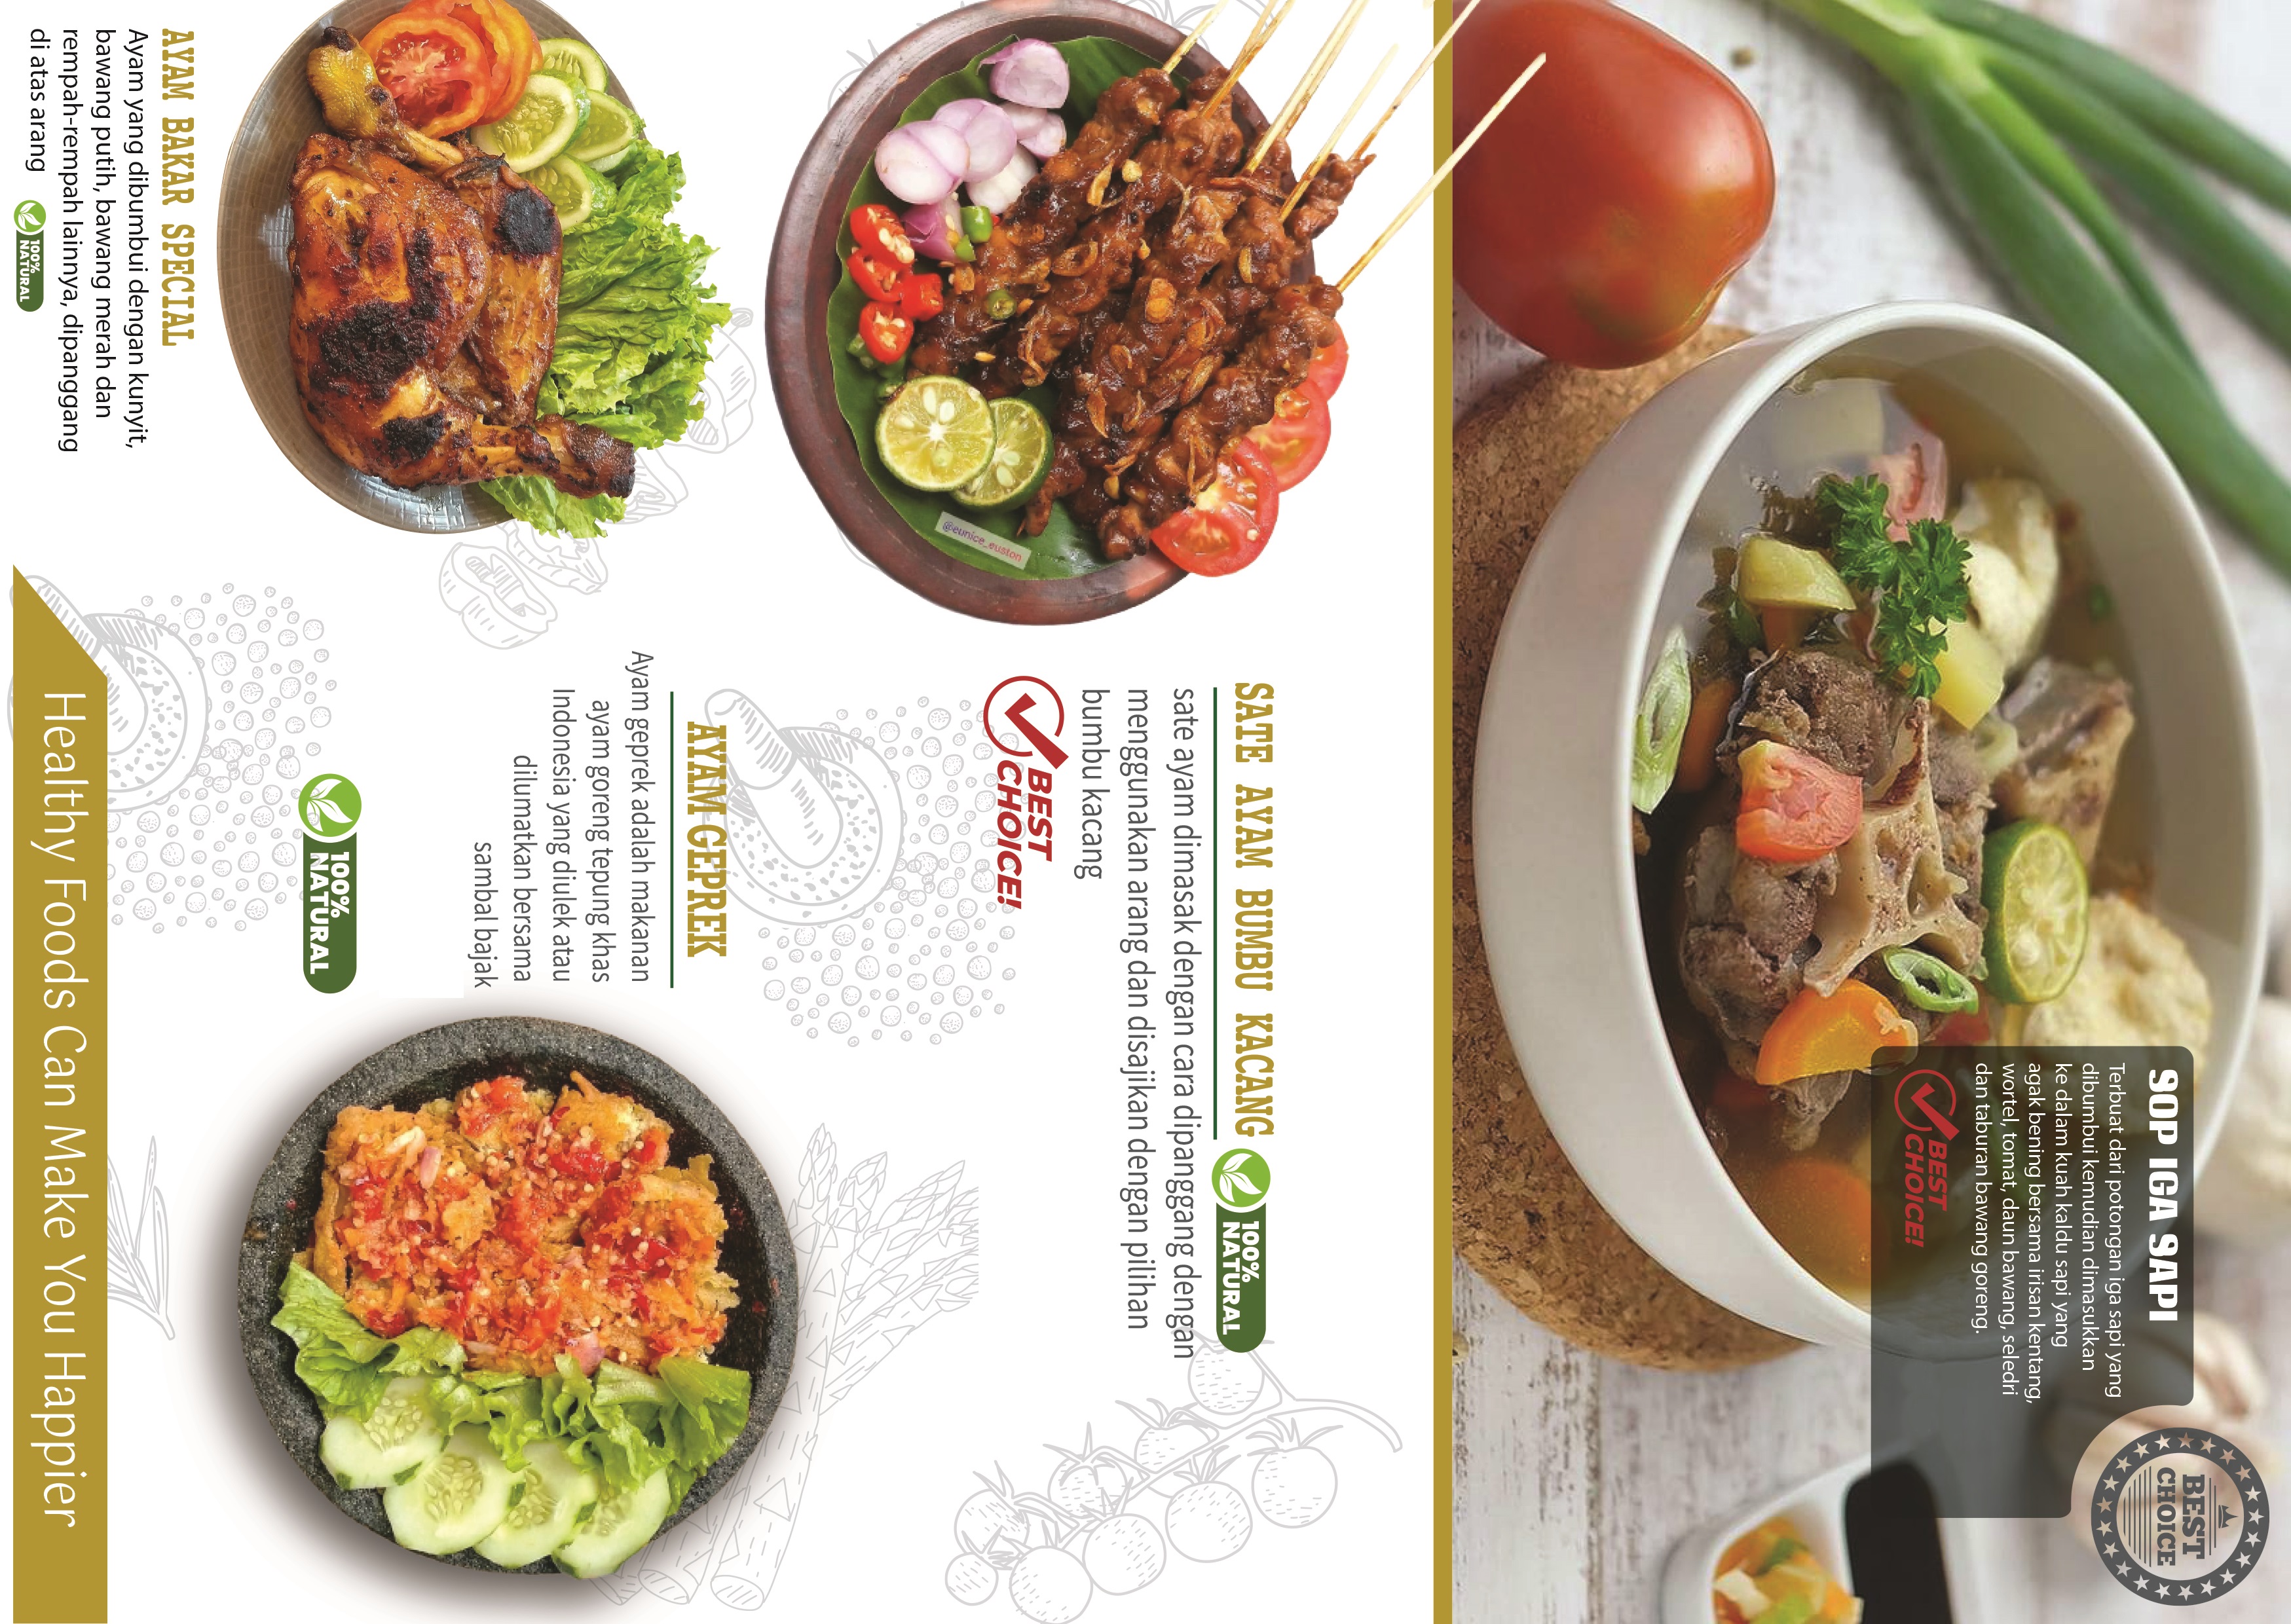 SOP IGA SAPI
Terbuat dari potongan iga sapi yang
dibumbui kemudian dimasukkan
ke dalam kuah kaldu sapi yang
agak bening bersama irisan kentang,
wortel, tomat, daun bawang, seledri
dan taburan bawang goreng.
BEST
CHOICE!
BEST
CHOICE
SATE AYAM BUMBU KACANG
100%
NATURAL
sate ayam dimasak dengan cara dipanggang dengan
menggunakan arang dan disajikan dengan pilihan
bumbu kacang
BEST
CHOICE!
@eunice_euston
AYAM GEPREK
Ayam geprek adalah makanan
ayam goreng tepung khas
Indonesia yang diulek atau
dilumatkan bersama
sambal bajak
100%
NATURAL
AYAM BAKAR SPECIAL
Ayam yang dibumbui dengan kunyit,
bawang putih, bawang merah dan
rempah-rempah lainnya, dipanggang
di atas arang
100%
NATURAL
Healthy Foods Can Make You Happier